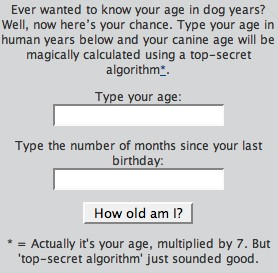 Ever wanted to know your age in dog years?
Well, now here's your chance. Type your age in
human years below and your canine age will be
magically calculated using a top-secret
algorithm*.
Type your age:
Type the number of months since your last
birthday:
How old am I?
* = Actually it's your age, multiplied by 7. But
'top-secret algorithm' just sounded good.